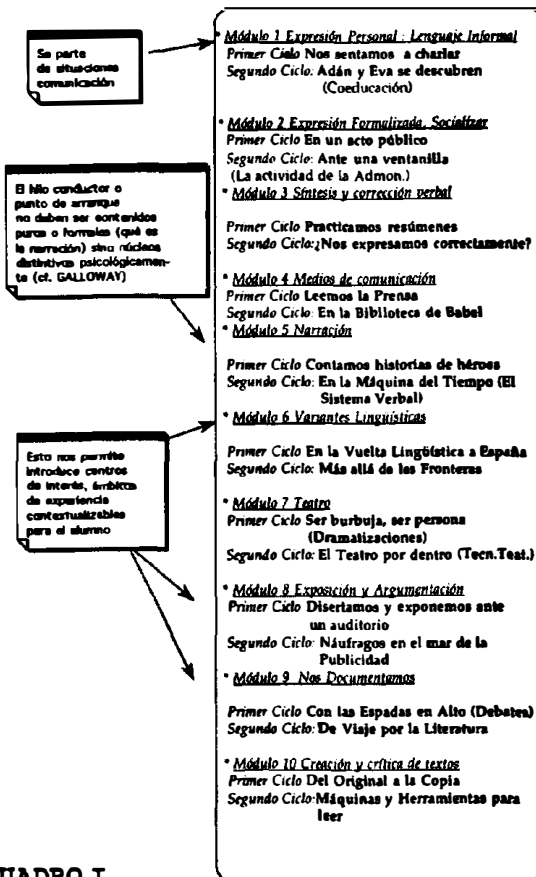 Se parte
de situaciones
comunicación
El hilo conductor o
punto de arranque
no deben ser contenidos
puros o formales (qué es
la narración) sino núcleos
distintivos psicológicamen-
te (cf. GALLOWAY)
Esto nos permite
introduce centros
de interés, ámbitos
de experiencia
contextualizables
para el alumno
* Módulo 1 Expresión Personal : Lenguaje Informal
Primer Ciclo Nos sentamos a charlar
Segundo Ciclo: Adán y Eva se descubren
(Coeducación)
* Módulo 2 Expresión Formalizada. Socializar
Primer Ciclo En un acto público
Segundo Ciclo: Ante una ventanilla
(La actividad de la Admon.)
* Módulo 3 Síntesis y corrección verbal
Primer Ciclo Practicamos resúmenes
Segundo Ciclo:¿Nos expresamos correctamente?
* Módulo 4 Medios de comunicación
Primer Ciclo Leemos la Prensa
Segundo Ciclo: En la Biblioteca de Babel
* Módulo 5 Narración
Primer Ciclo Contamos historias de héroes
Segundo Ciclo: En la Máquina del Tiempo (El
Sistema Verbal)
* Módulo 6 Variantes Lingüísticas
Primer Ciclo En la Vuelta Lingüística a España
Segundo Ciclo: Más allá de las Fronteras
* Módulo 7 Teatro
Primer Ciclo Ser burbuja, ser persona
(Dramatizaciones)
Segundo Ciclo: El Teatro por dentro (Tecn.Teat.)
* Módulo 8 Exposición y Argumentación
Primer Ciclo Disertamos y exponemos ante
un auditorio
Segundo Ciclo: Náufragos en el mar de la
Publicidad
* Módulo 9 Nos Documentamos
Primer Ciclo Con las Espadas en Alto (Debates)
Segundo Ciclo: De Viaje por la Literatura
* Módulo 10 Creación y crítica de textos
Primer Ciclo Del Original a la Copia
Segundo Ciclo:Máquinas y Herramientas para
leer
UADRO I